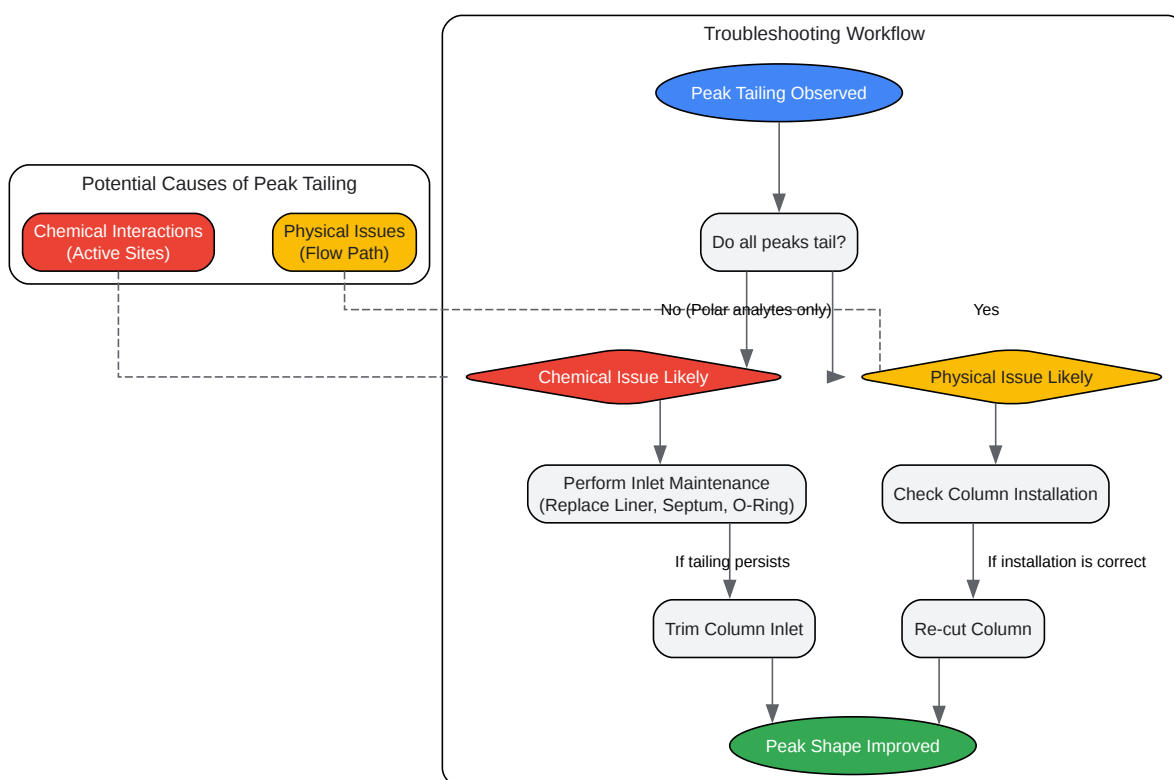 Troubleshooting Workflow
Peak Tailing Observed
Potential Causes of Peak Tailing
Chemical Interactions
(Active Sites)
Physical Issues
(Flow Path)
Do all peaks tail?
No (Polar analytes only)
Yes
Chemical Issue Likely
Physical Issue Likely
Perform Inlet Maintenance
(Replace Liner, Septum, O-Ring)
Check Column Installation
If tailing persists
If installation is correct
Trim Column Inlet
Re-cut Column
Peak Shape Improved